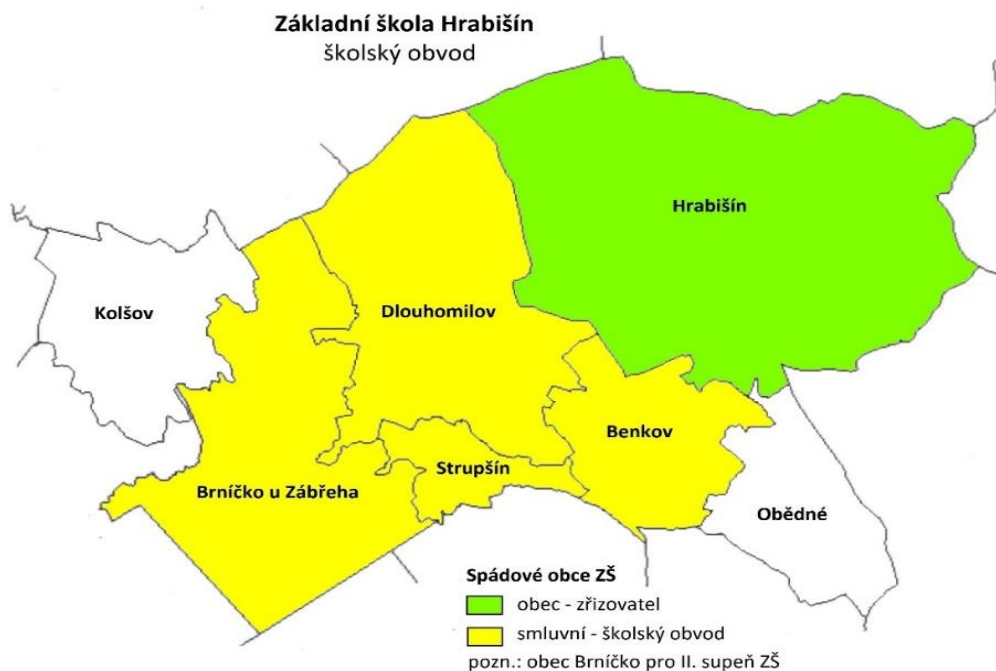 Základní škola Hrabišín
školský obvod
Hrabišín
Kolšov
Dlouhomilov
Benkov
Strupšín
Brníčko u Zábřeha
Obědné
Spádové obce ZŠ
obec - zřizovatel
smluvní - školský obvod
pozn.: obec Brníčko pro II. supeň ZŠ